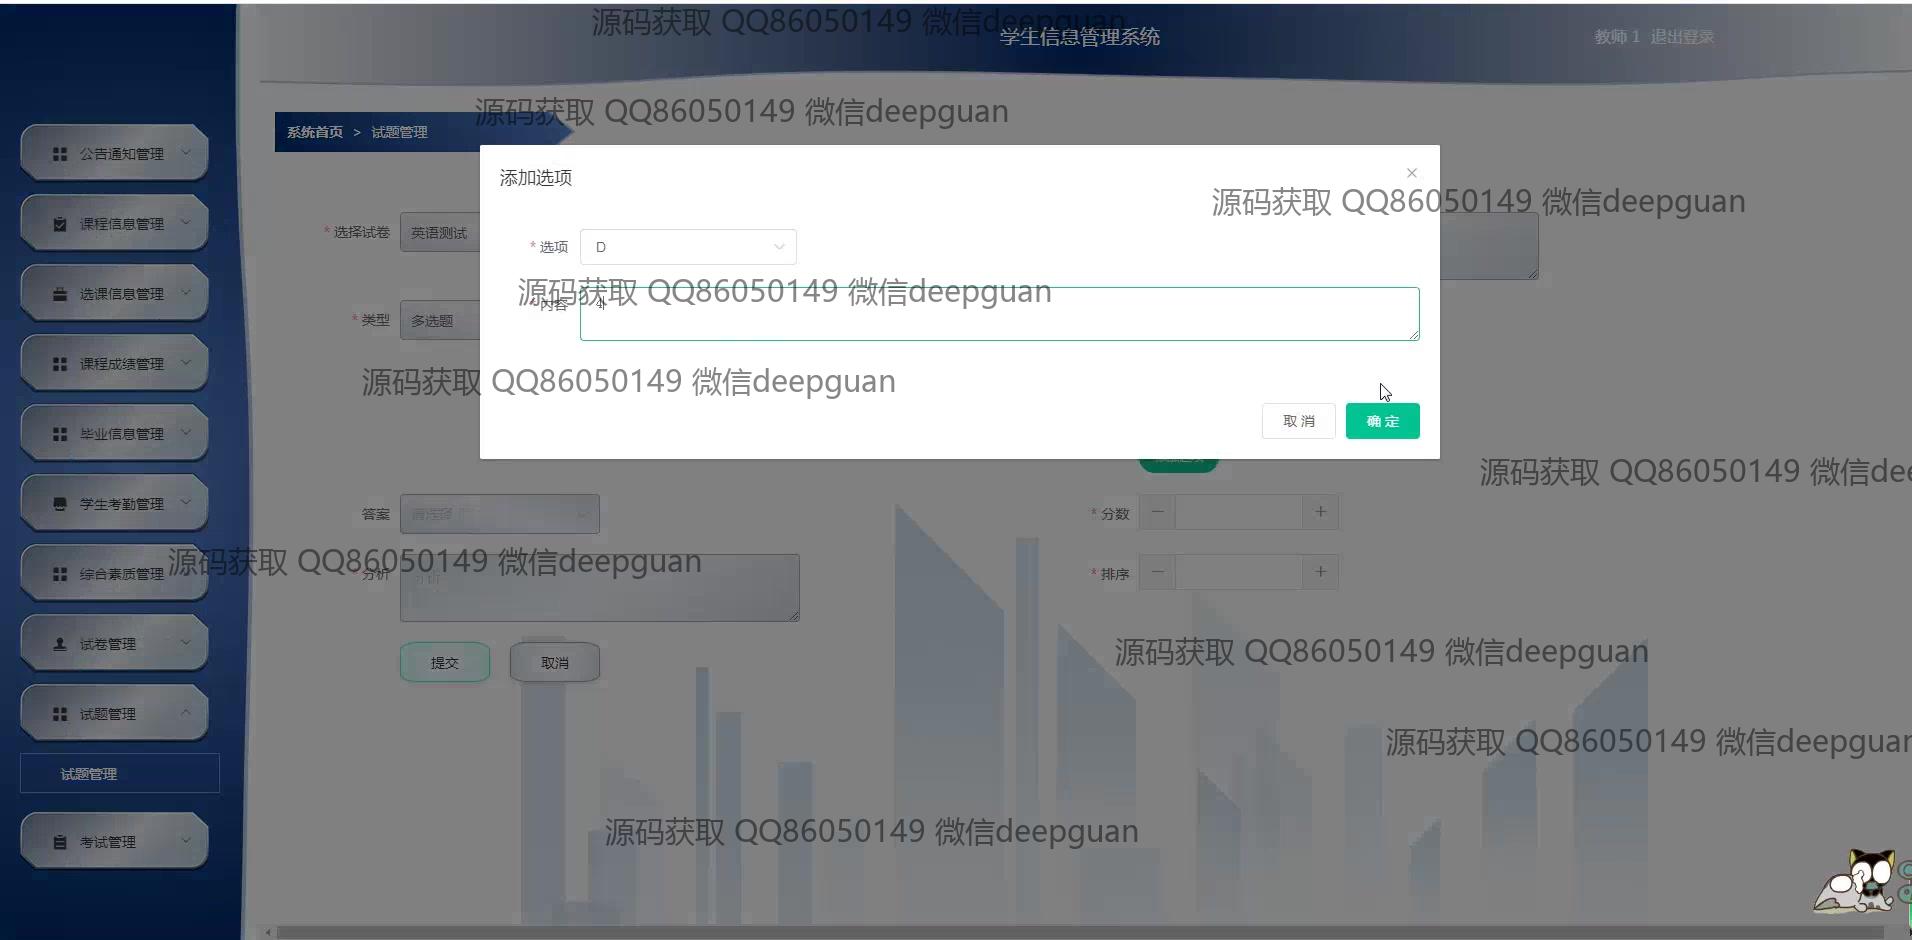 源码获取 QQ86050149 微信deepguan
学生信息管理系统
教师 1 退出登录
源码获取 QQ86050149 微信deepguan
系统首页 > 试题管理
公告通知管理
添加选项
源码获取 QQ86050149 微信deepguan
课程信息管理
* 选择试卷 英语测试
* 选项 D
选课信息管理
源码获取 QQ86050149 微信deepguan
内容 4
* 类型 多选题
课程成绩管理
源码获取 QQ86050149 微信deepguan
取消 确定
毕业信息管理
源码获取 QQ86050149 微信dee
学生考勤管理
答案 请选择
* 分数
源码获取 QQ86050149 微信deepguan
综合素质管理
* 分析 分析
* 排序
试卷管理
源码获取 QQ86050149 微信deepguan
提交 取消
试题管理
源码获取 QQ86050149 微信deepguan
试题管理
源码获取 QQ86050149 微信deepguan
考试管理